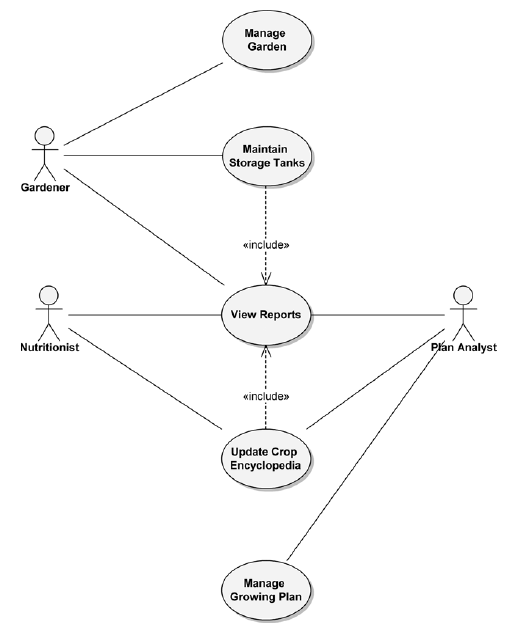 Manage
Garden
Maintain
Storage Tanks
Gardener
«include»
View Reports
Nutritionist
Plan Analyst
«include»
Update Crop
Encyclopedia
Manage
Growing Plan